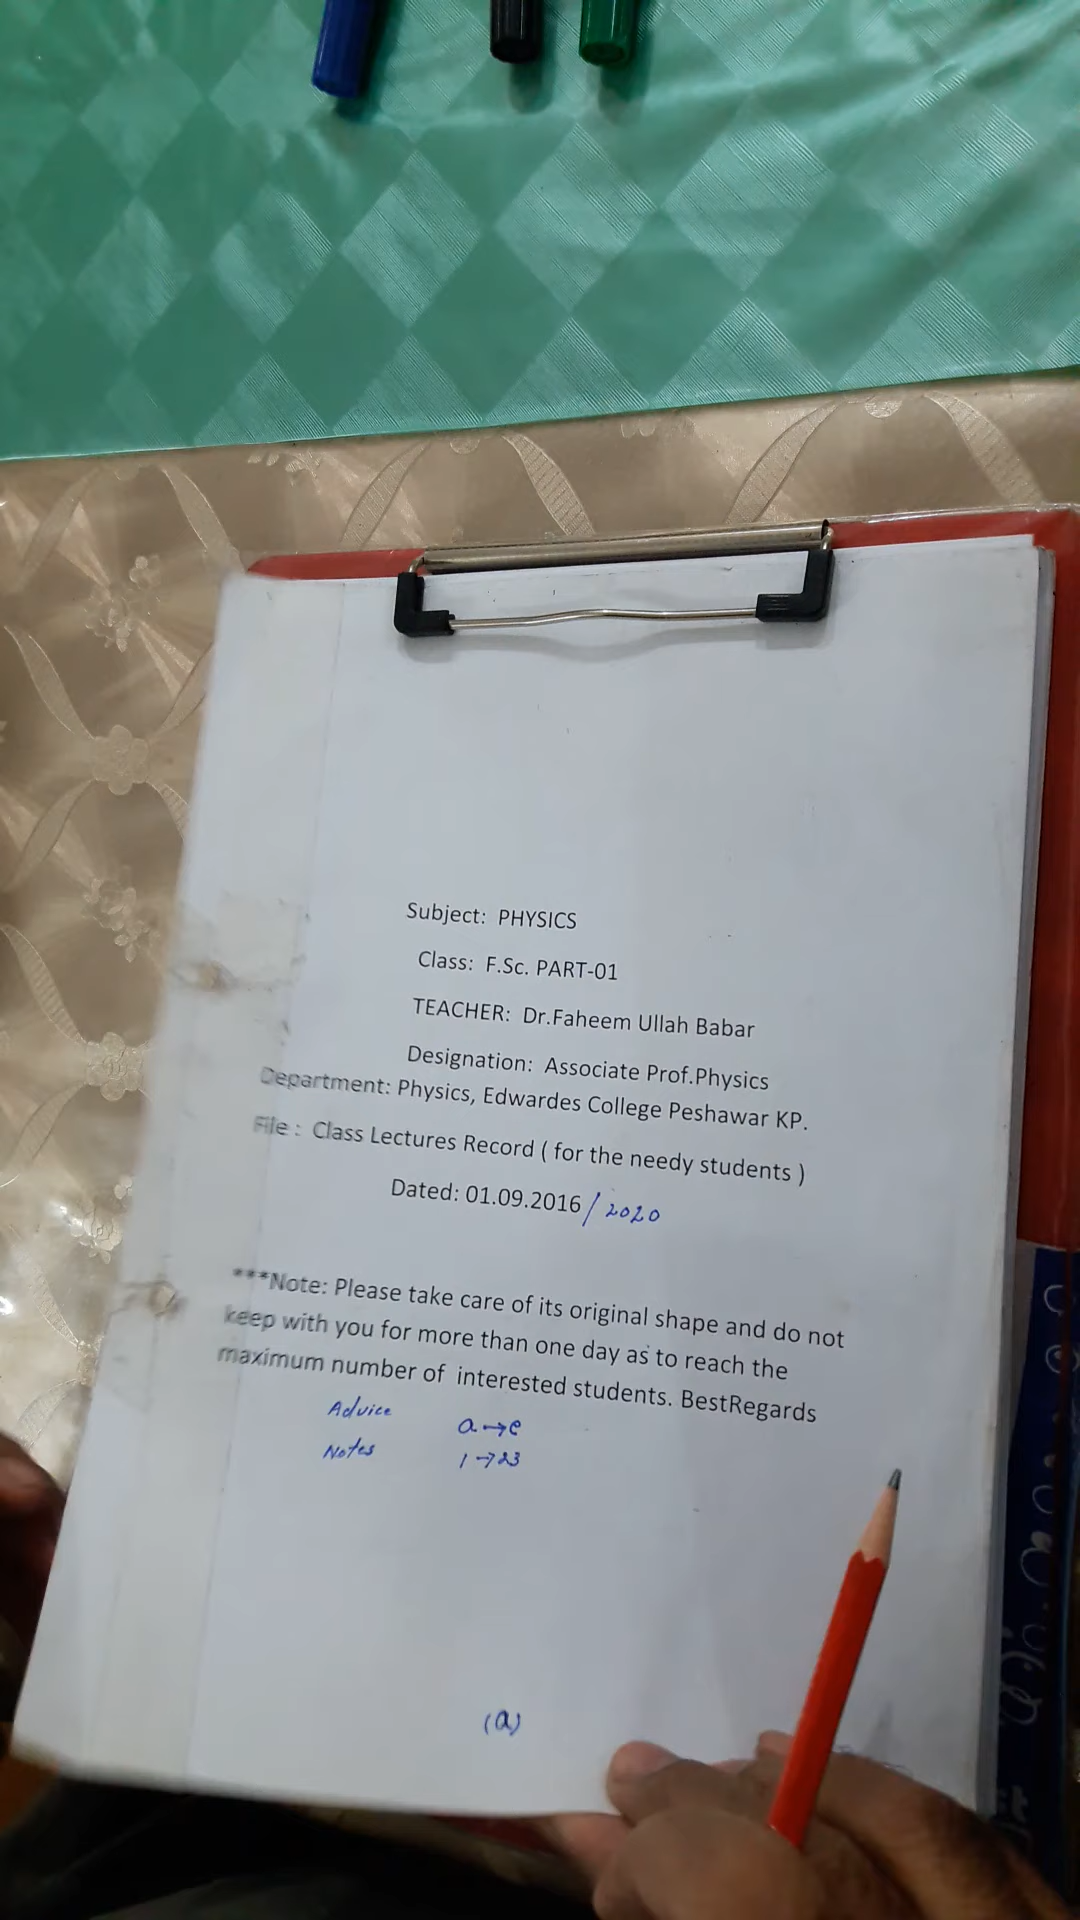 Subject: PHYSICS
Class: F.Sc. PART-01
TEACHER: Dr.Faheem Ullah Babar
Designation: Associate Prof.Physics
Department: Physics, Edwardes College Peshawar KP.
File : Class Lectures Record ( for the needy students )
Dated: 01.09.2016 / 2020
***Note: Please take care of its original shape and do not
keep with you for more than one day as to reach the
maximum number of interested students. BestRegards
Advice a→e
Notes 1→23
(a)